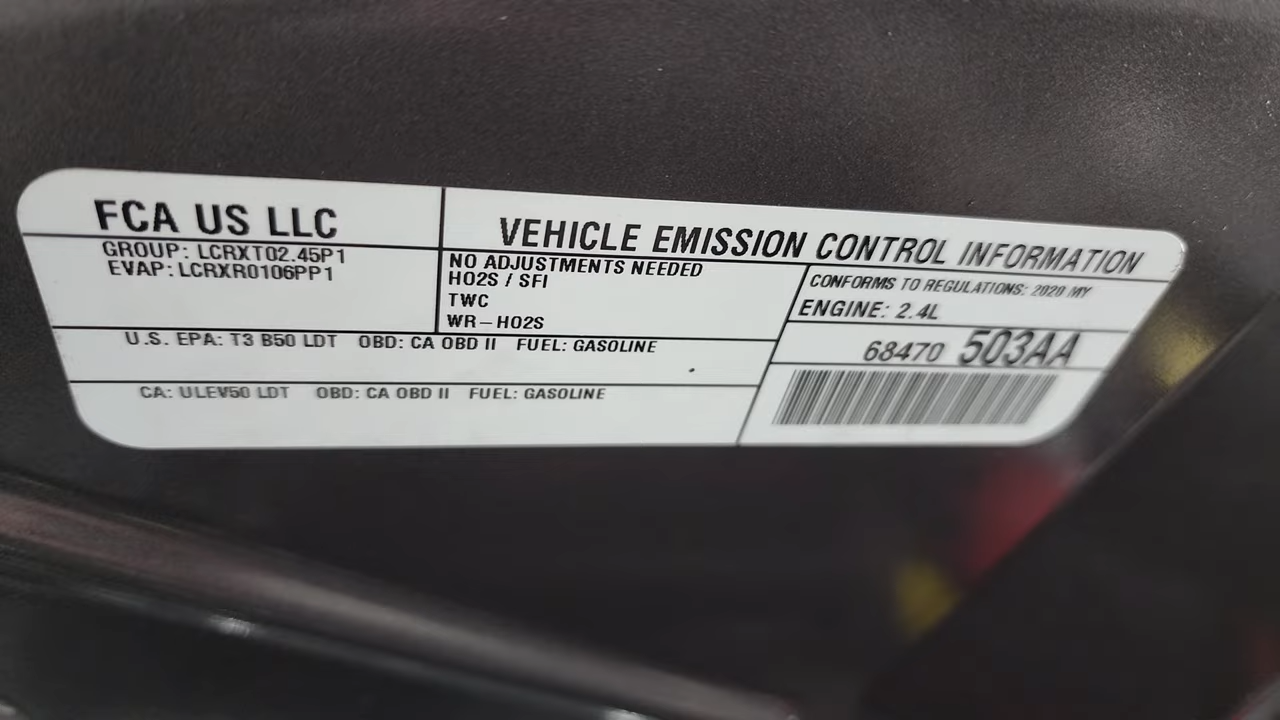 FCA US LLC
GROUP: LCRXT02.45P1
EVAP: LCRXR0106PP1
VEHICLE EMISSION CONTROL INFORMATION
NO ADJUSTMENTS NEEDED
HO2S / SFI
TWC
WR-HO2S
CONFORMS TO REGULATIONS: 2020 MY
ENGINE: 2.4L
U.S. EPA: T3 B50 LDT OBD: CA OBD II FUEL: GASOLINE
68470 503AA
CA: ULEV50 LDT OBD: CA OBD II FUEL: GASOLINE